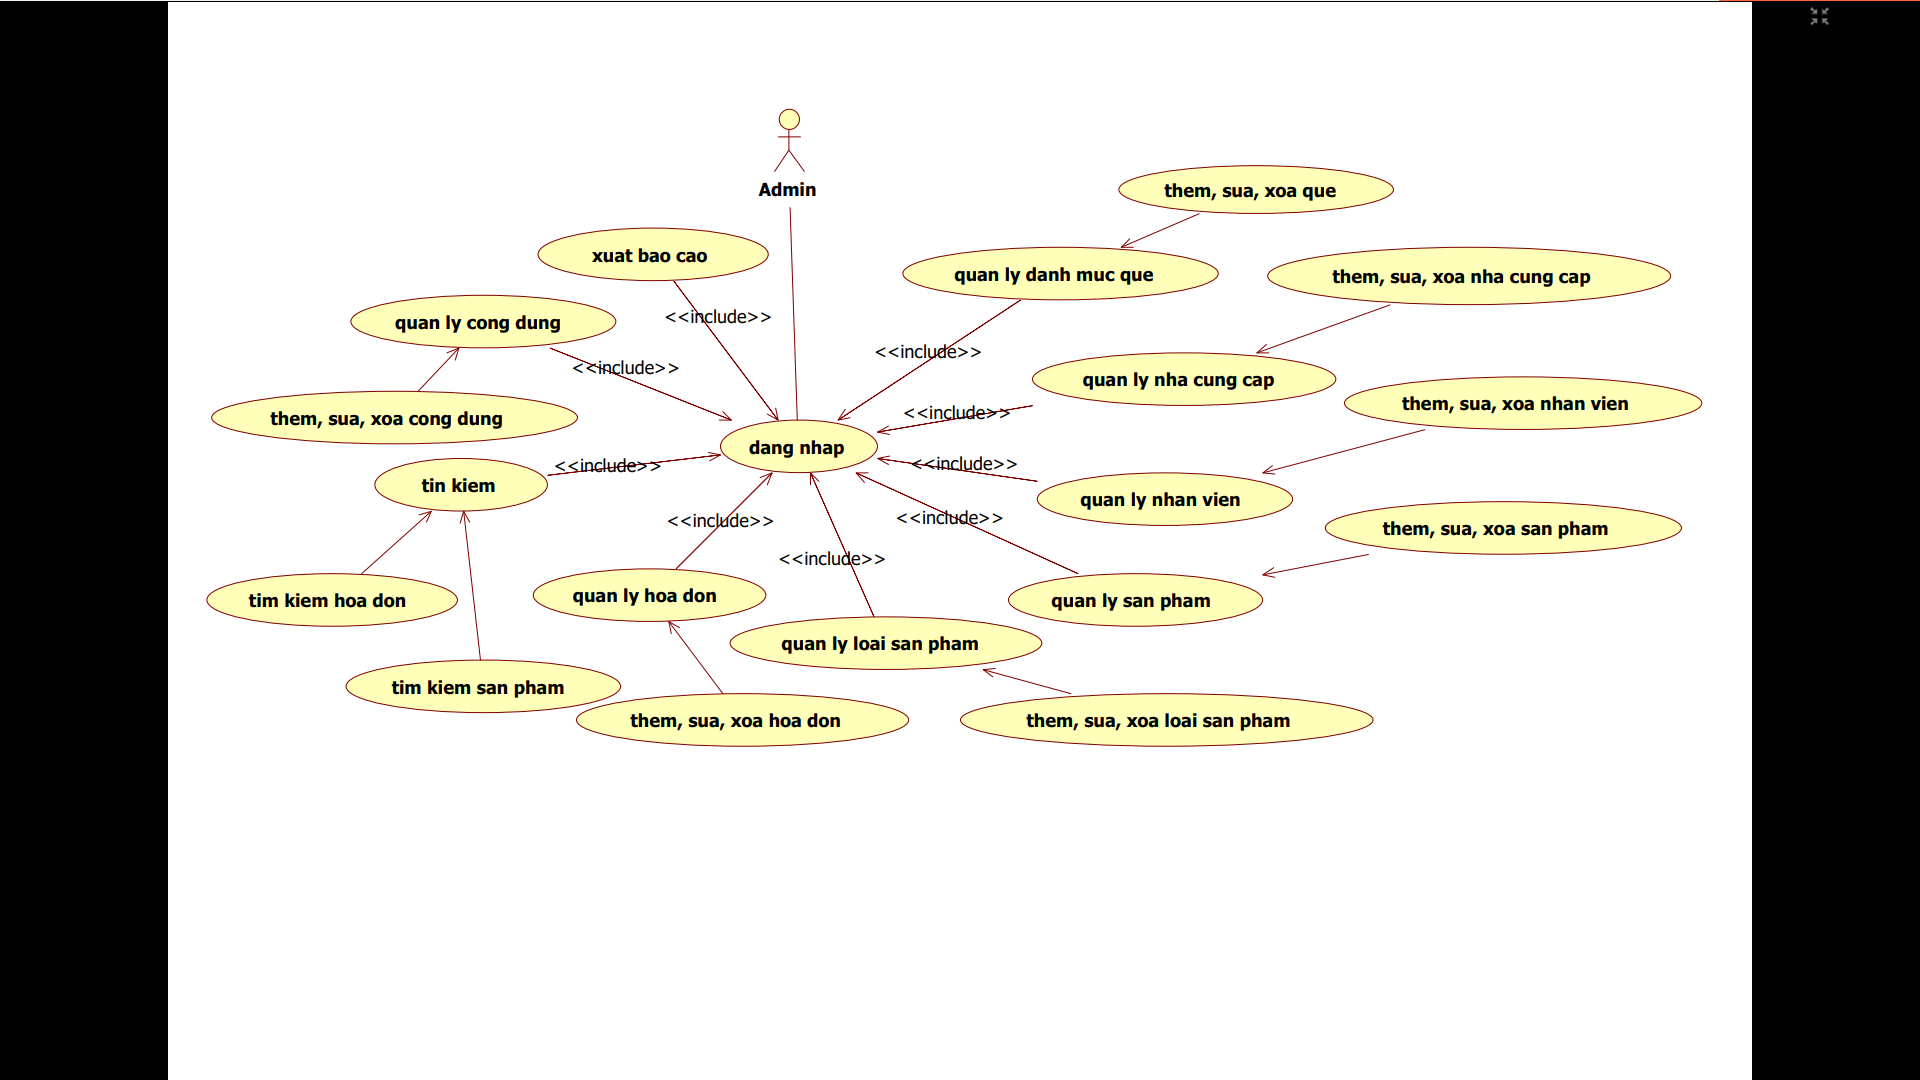 Admin
them, sua, xoa que
xuat bao cao
quan ly danh muc que
them, sua, xoa nha cung cap
<<include>>
quan ly cong dung
<<include>>
<<include>>
quan ly nha cung cap
them, sua, xoa nhan vien
<<include>>
them, sua, xoa cong dung
dang nhap
<<include>>
<<include>>
tin kiem
quan ly nhan vien
<<include>>
<<include>>
them, sua, xoa san pham
<<include>>
tim kiem hoa don
quan ly hoa don
quan ly san pham
quan ly loai san pham
tim kiem san pham
them, sua, xoa hoa don
them, sua, xoa loai san pham